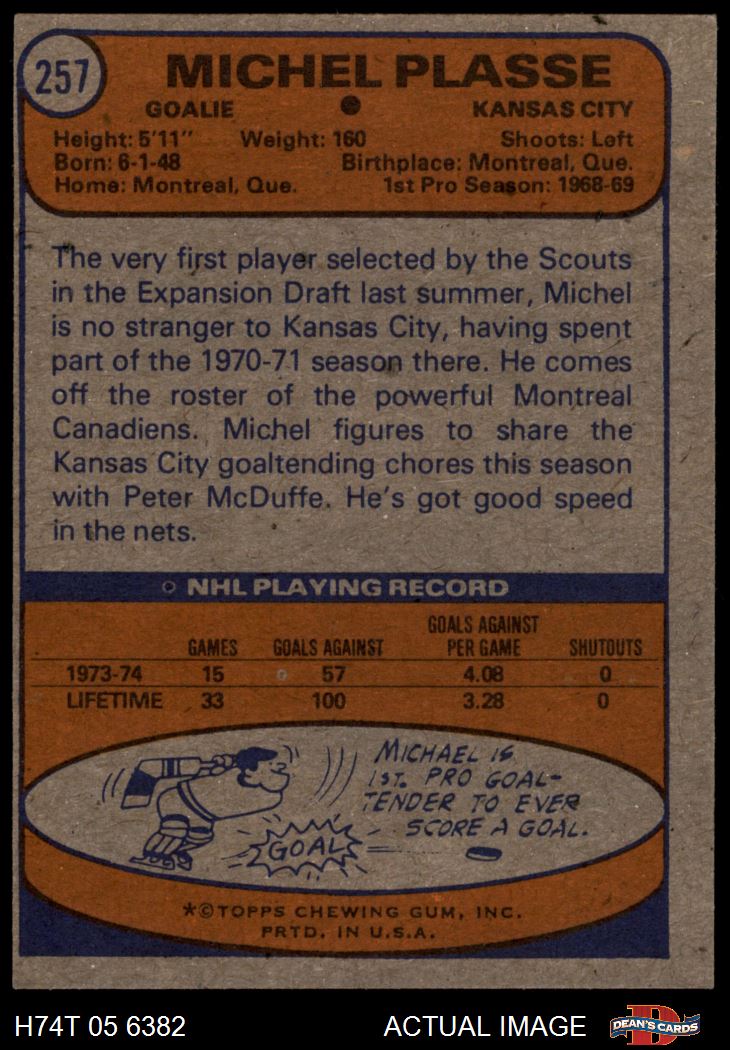 257
MICHEL PLASSE
GOALIE ● KANSAS CITY
Height: 5'11" Weight: 160 Shoots: Left
Born: 6-1-48 Birthplace: Montreal, Que.
Home: Montreal, Que. 1st Pro Season: 1968-69
The very first player selected by the Scouts
in the Expansion Draft last summer, Michel
is no stranger to Kansas City, having spent
part of the 1970-71 season there. He comes
off the roster of the powerful Montreal
Canadiens. Michel figures to share the
Kansas City goaltending chores this season
with Peter McDuffe. He's got good speed
in the nets.
NHL PLAYING RECORD
GAMES GOALS AGAINST GOALS AGAINST PER GAME SHUTOUTS
1973-74 15 57 4.08 0
LIFETIME 33 100 3.28 0
MICHAEL IS
1ST. PRO GOAL-
TENDER TO EVER
SCORE A GOAL.
GOAL
*©TOPPS CHEWING GUM, INC.
PRTD. IN U.S.A.
H74T 05 6382 ACTUAL IMAGE
D
DEAN'S CARDS